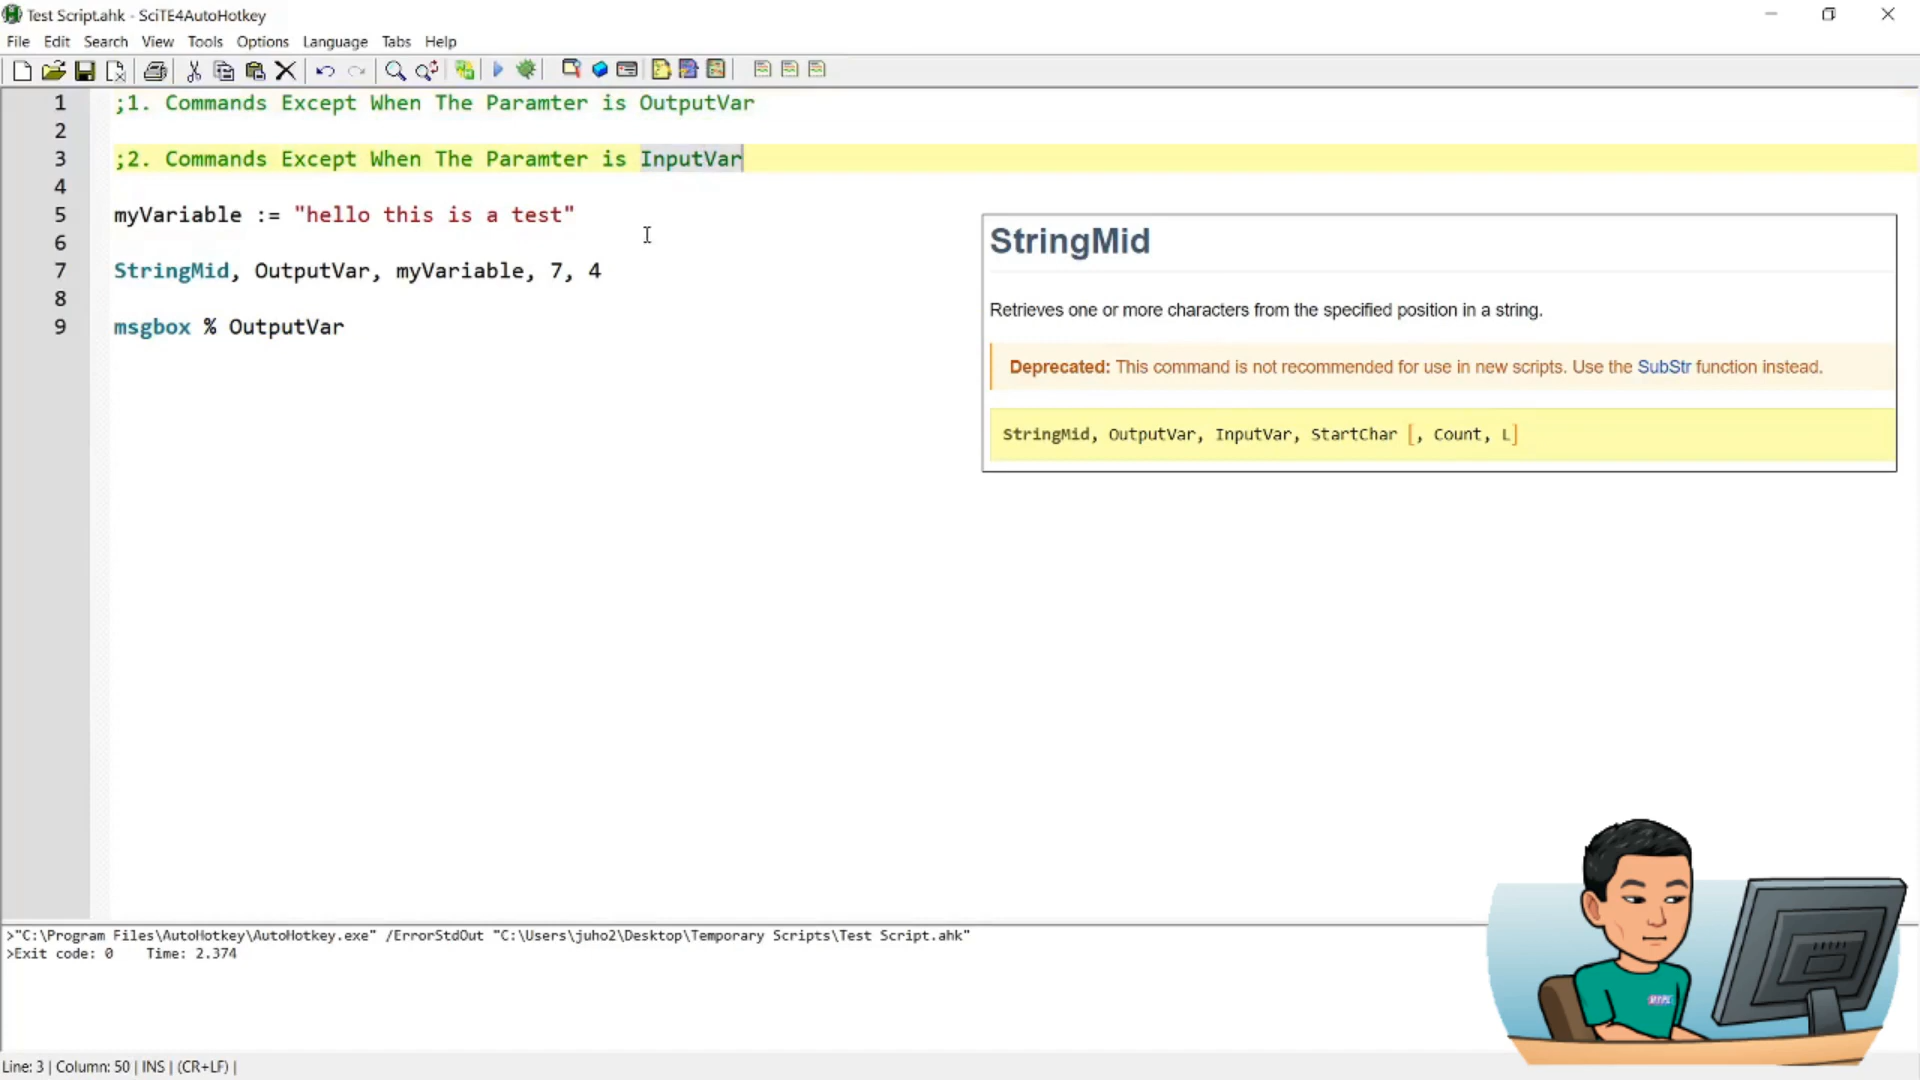 Test Script.ahk - SciTE4AutoHotkey
File Edit Search View Tools Options Language Tabs Help
1 ;1. Commands Except When The Paramter is OutputVar
2
3 ;2. Commands Except When The Paramter is InputVar
4
5 myVariable := "hello this is a test"
6
7 StringMid, OutputVar, myVariable, 7, 4
8
9 msgbox % OutputVar
StringMid
Retrieves one or more characters from the specified position in a string.
Deprecated: This command is not recommended for use in new scripts. Use the SubStr function instead.
StringMid, OutputVar, InputVar, StartChar [, Count, L]
>"C:\Program Files\AutoHotkey\AutoHotkey.exe" /ErrorStdOut "C:\Users\juho2\Desktop\Temporary Scripts\Test Script.ahk"
>Exit code: 0 Time: 2.374
Line: 3 | Column: 50 | INS | (CR+LF) |